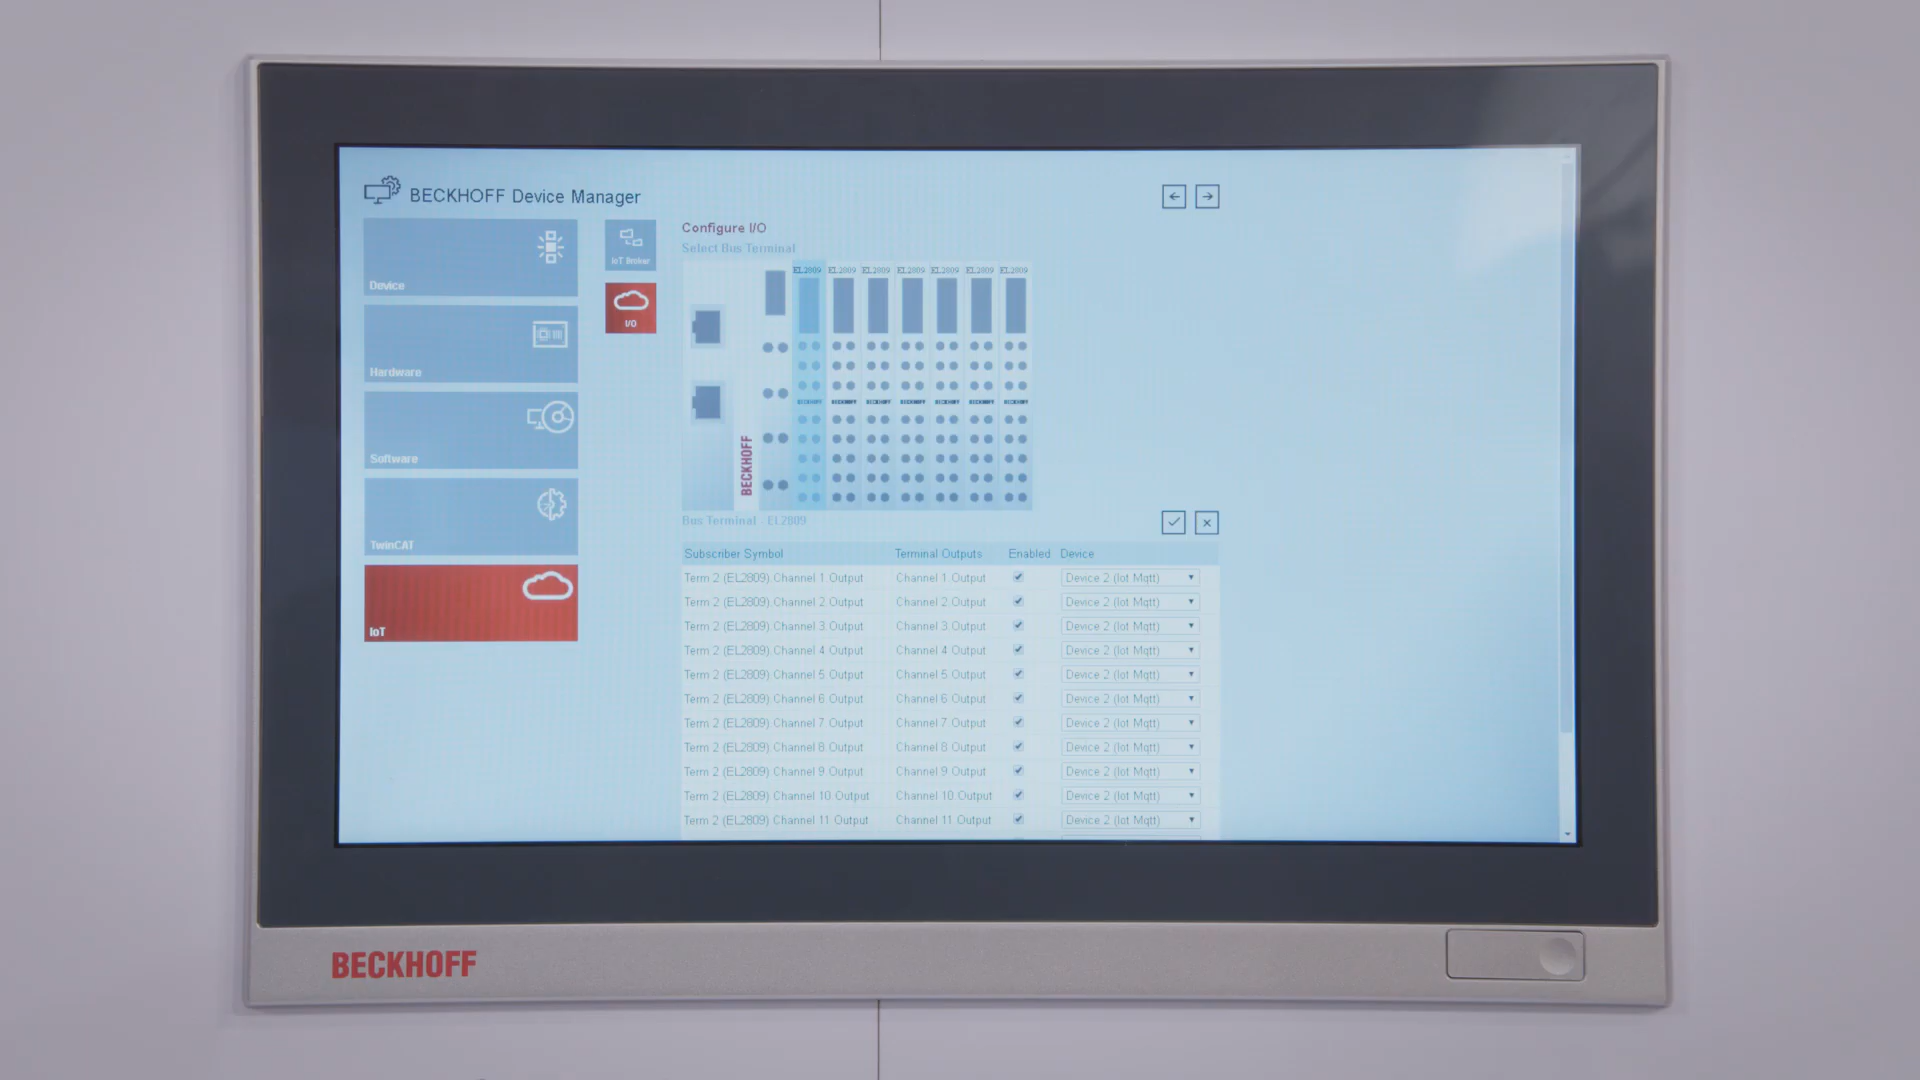 BECKHOFF Device Manager
Device
Hardware
Software
TwinCAT
IoT
IoT Broker
I/O
Configure I/O
Select Bus Terminal
EL2809 EL2809 EL2809 EL2809 EL2809 EL2809 EL2809
BECKHOFF BECKHOFF BECKHOFF BECKHOFF BECKHOFF BECKHOFF BECKHOFF
BECKHOFF
Bus Terminal EL2809
Subscriber Symbol Terminal Outputs Enabled Device
Term 2 (EL2809).Channel 1.Output Channel 1.Output Device 2 (Iot Mqtt)
Term 2 (EL2809).Channel 2.Output Channel 2.Output Device 2 (Iot Mqtt)
Term 2 (EL2809).Channel 3.Output Channel 3.Output Device 2 (Iot Mqtt)
Term 2 (EL2809).Channel 4.Output Channel 4.Output Device 2 (Iot Mqtt)
Term 2 (EL2809).Channel 5.Output Channel 5.Output Device 2 (Iot Mqtt)
Term 2 (EL2809).Channel 6.Output Channel 6.Output Device 2 (Iot Mqtt)
Term 2 (EL2809).Channel 7.Output Channel 7.Output Device 2 (Iot Mqtt)
Term 2 (EL2809).Channel 8.Output Channel 8.Output Device 2 (Iot Mqtt)
Term 2 (EL2809).Channel 9.Output Channel 9.Output Device 2 (Iot Mqtt)
Term 2 (EL2809).Channel 10.Output Channel 10.Output Device 2 (Iot Mqtt)
Term 2 (EL2809).Channel 11.Output Channel 11.Output Device 2 (Iot Mqtt)
BECKHOFF